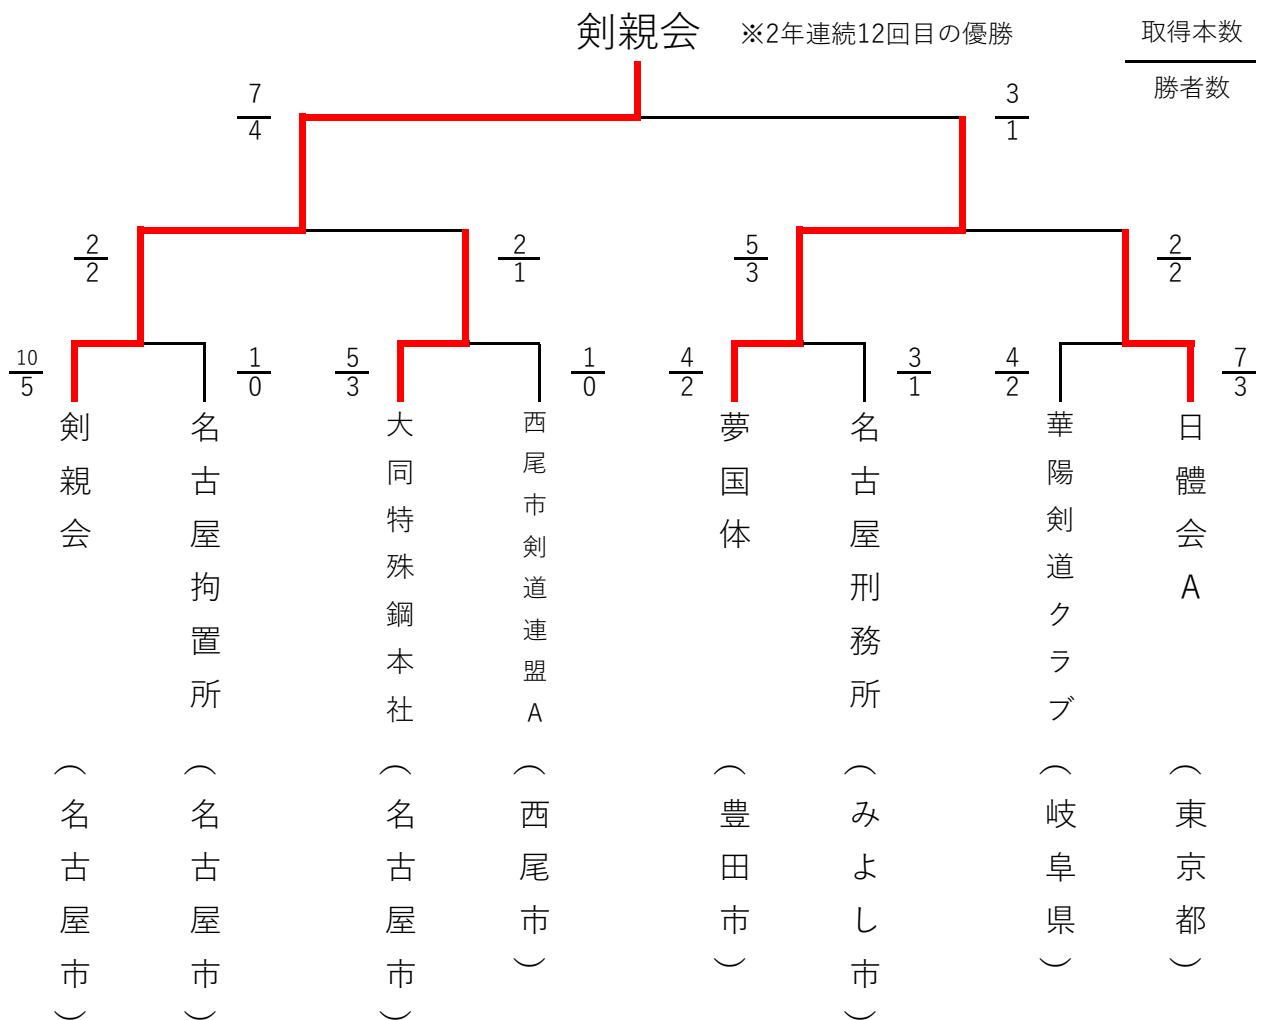 剣親会 ※2年連続12回目の優勝
取得本数
勝者数
7
4
3
1
2
2
2
1
5
3
2
2
10
5
1
0
5
3
1
0
4
2
3
1
4
2
7
3
剣親会(名古屋市)
名古屋拘置所(名古屋市)
大同特殊鋼本社(名古屋市)
西尾市剣道連盟A(西尾市)
夢国体(豊田市)
名古屋刑務所(みよし市)
華陽剣道クラブ(岐阜県)
日體会A(東京都)